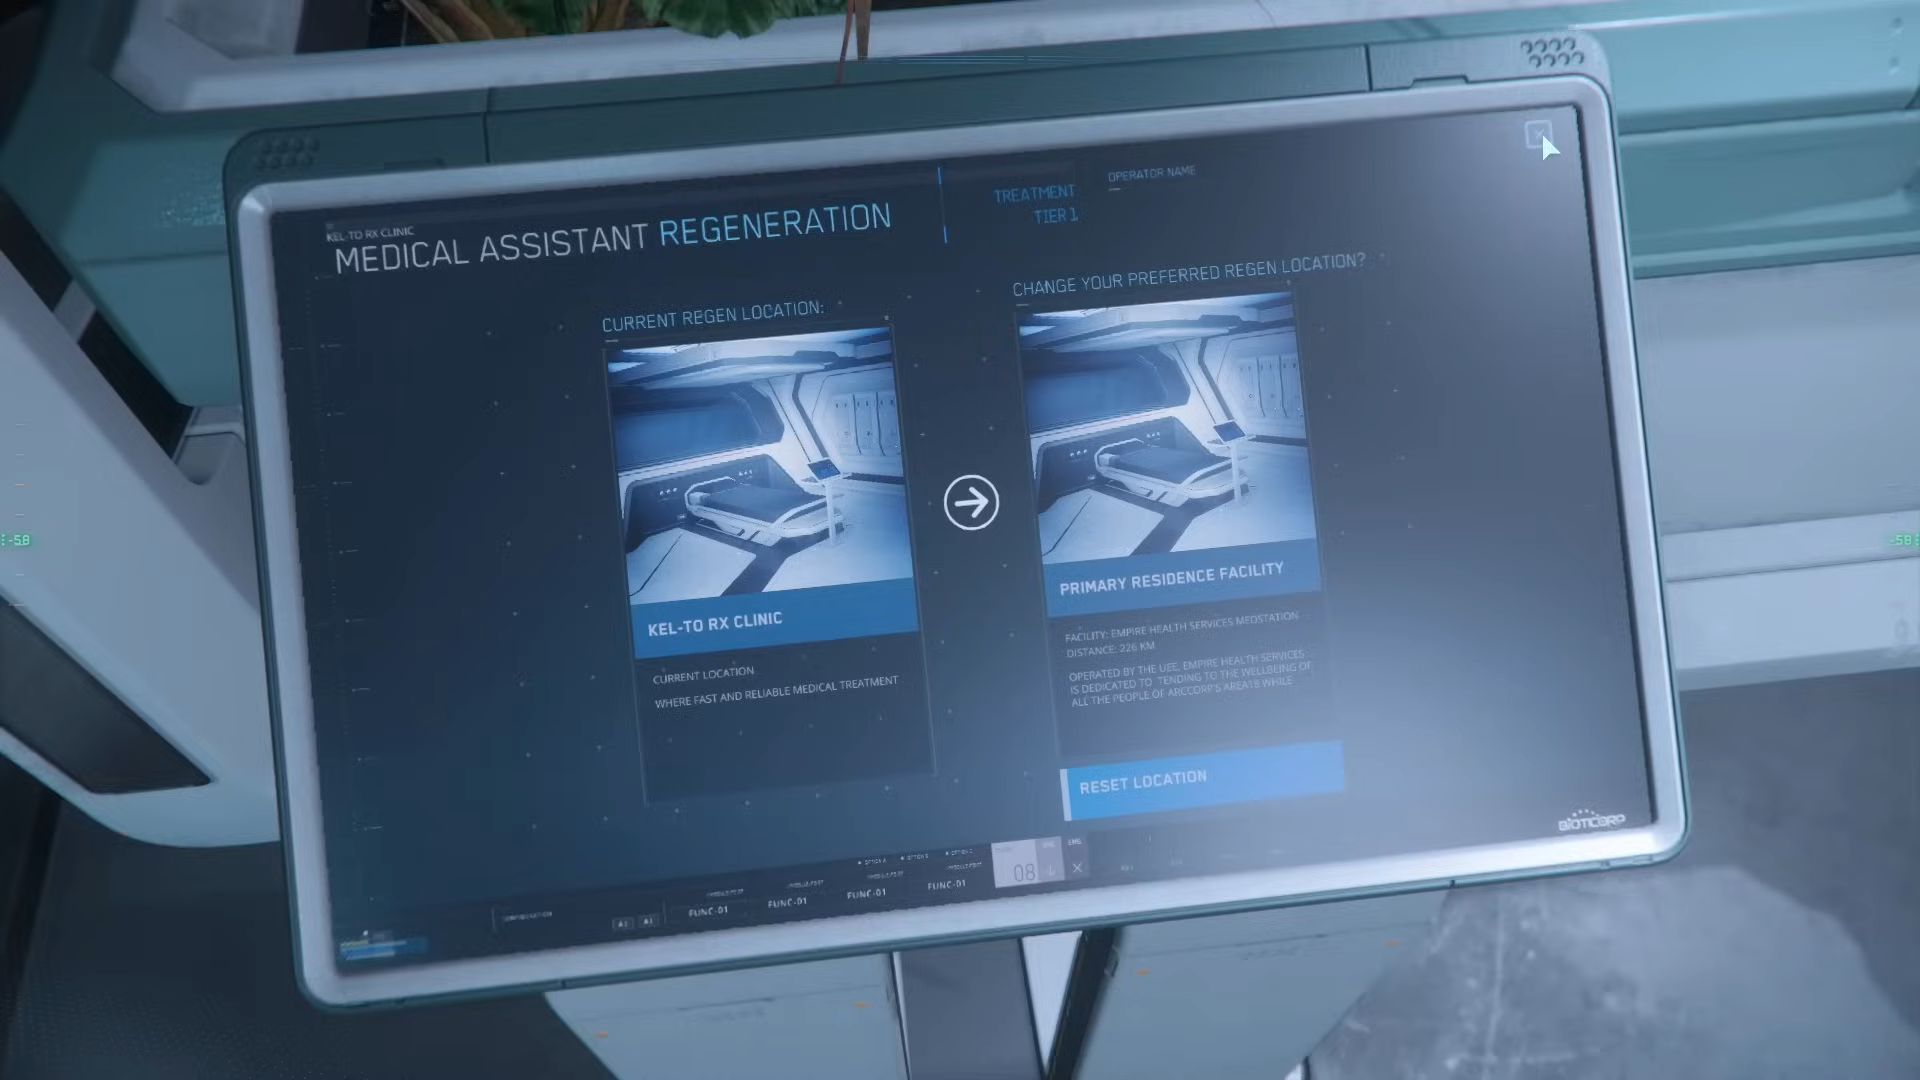 KEL-TO RX CLINIC
MEDICAL ASSISTANT REGENERATION
TREATMENT
TIER 1
OPERATOR NAME
CURRENT REGEN LOCATION:
KEL-TO RX CLINIC
CURRENT LOCATION
WHERE FAST AND RELIABLE MEDICAL TREATMENT
CHANGE YOUR PREFERRED REGEN LOCATION?
PRIMARY RESIDENCE FACILITY
FACILITY: EMPIRE HEALTH SERVICES MEDSTATION
DISTANCE: 226 KM
OPERATED BY THE UEE, EMPIRE HEALTH SERVICES
IS DEDICATED TO TENDING TO THE WELLBEING OF
ALL THE PEOPLE OF ARCCORP'S AREA18 WHILE
RESET LOCATION
BIOTICORP
FUNC-01
FUNC-01
FUNC-01
FUNC-01
08
-58
-58